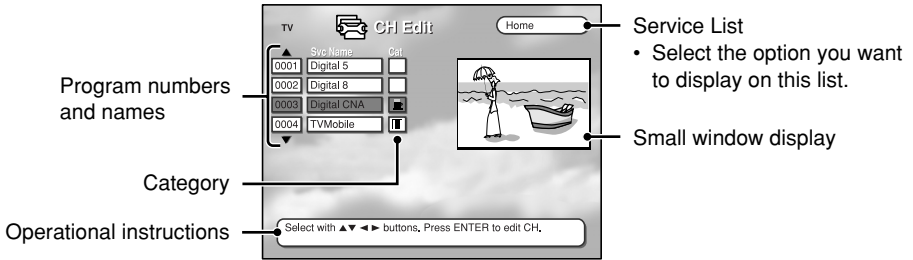 TV
CH Edit
Home
Svc Name
Cat
0001 Digital 5
0002 Digital 8
0003 Digital CNA
0004 TVMobile
Select with ▲▼ ◄ ► buttons. Press ENTER to edit CH.
Program numbers
and names
Category
Operational instructions
Service List
• Select the option you want
to display on this list.
Small window display